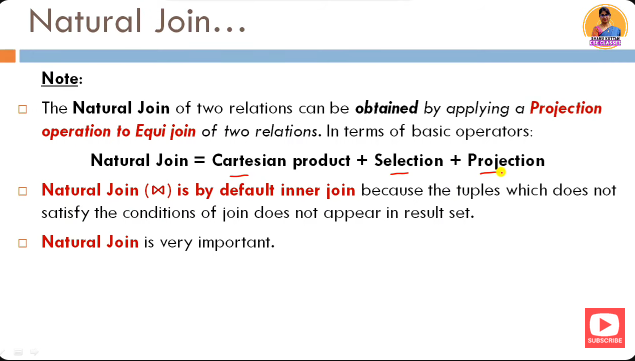 Natural Join...
Note:
The Natural Join of two relations can be obtained by applying a Projection
operation to Equi join of two relations. In terms of basic operators:
Natural Join = Cartesian product + Selection + Projection
Natural Join (⋈) is by default inner join because the tuples which does not
satisfy the conditions of join does not appear in result set.
Natural Join is very important.
CSE CLASSES
SUBSCRIBE